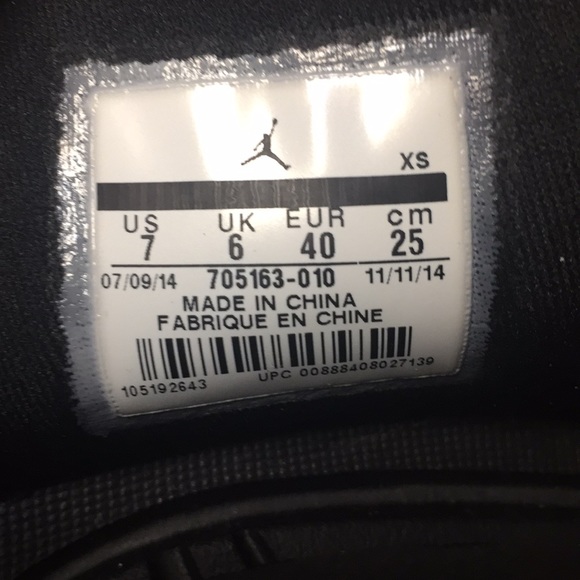 XS
US UK EUR cm
7 6 40 25
07/09/14 705163-010 11/11/14
MADE IN CHINA
FABRIQUE EN CHINE
105192643 UPC 00888408027139